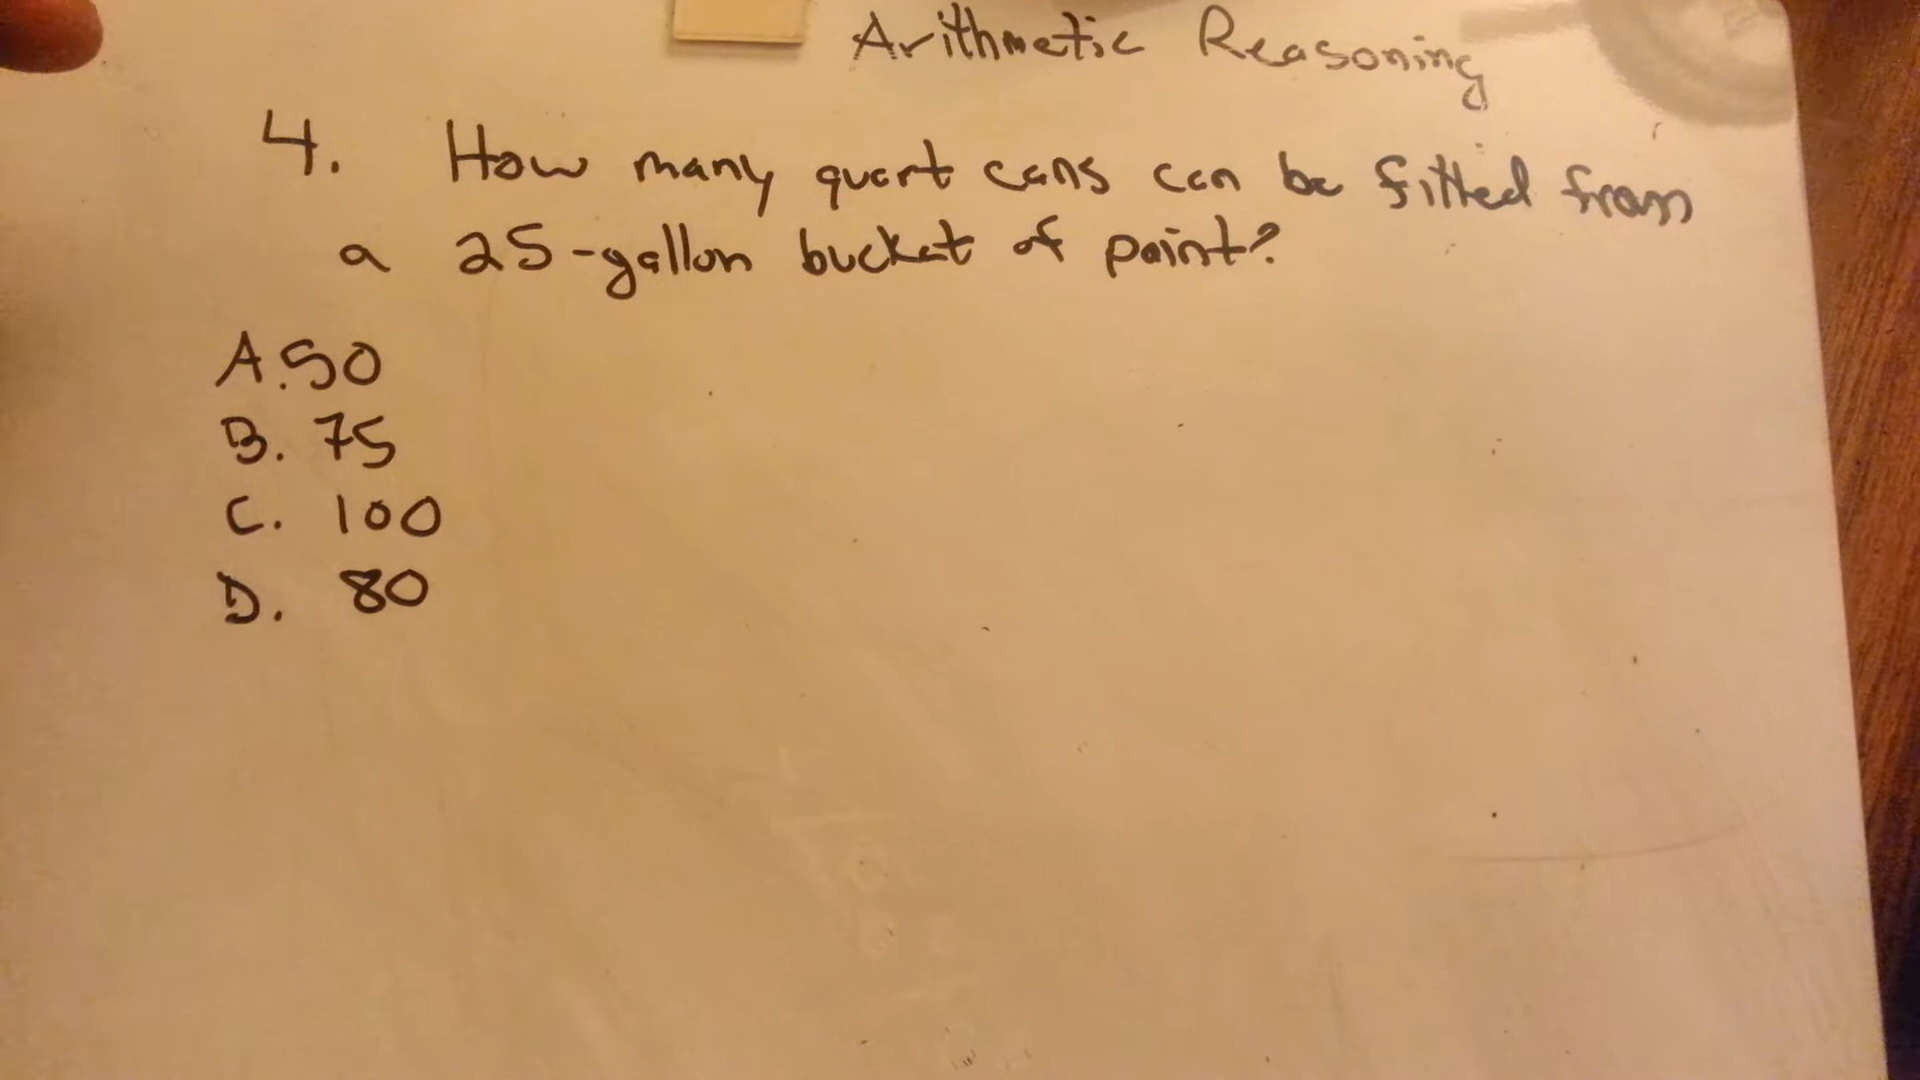 Arithmetic Reasoning
4. How many quart cans can be fitted from
a 25-gallon bucket of paint?
A. 50
B. 75
C. 100
D. 80